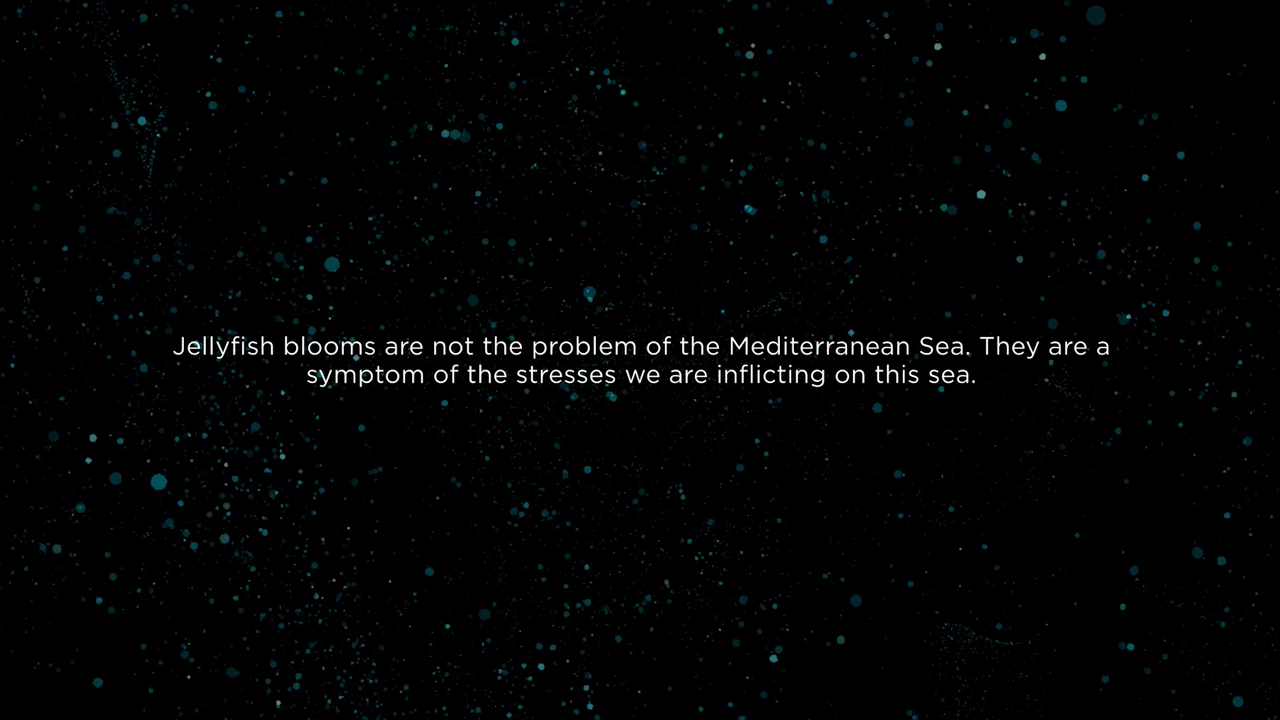 Jellyfish blooms are not the problem of the Mediterranean Sea. They are a
symptom of the stresses we are inflicting on this sea.